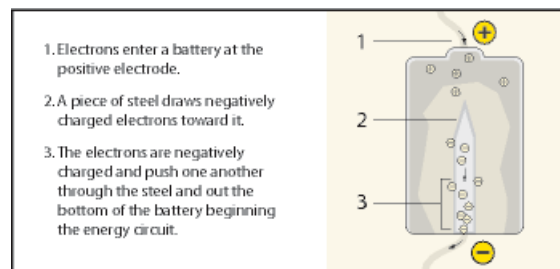 1. Electrons enter a battery at the
positive electrode.
2. A piece of steel draws negatively
charged electrons toward it.
3. The electrons are negatively
charged and push one another
through the steel and out the
bottom of the battery beginning
the energy circuit.
1
+
2
3
−